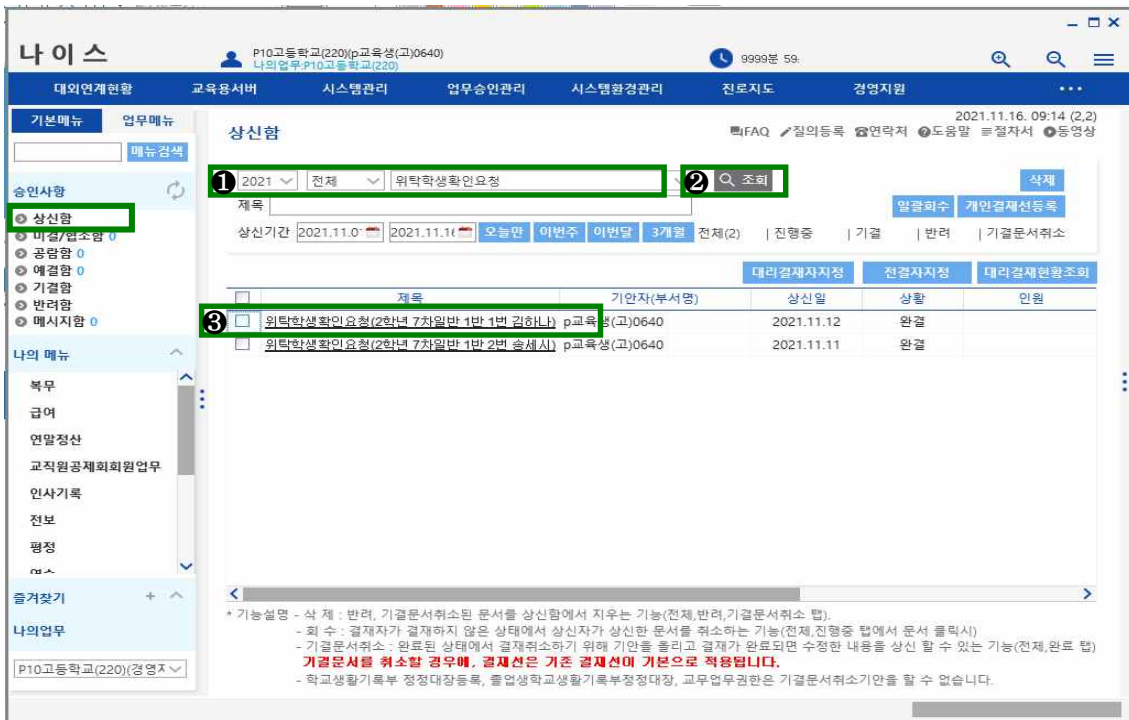 나이스
P10고등학교(220)(p교육생(고)0640)
나의업무:P10고등학교(220)
9999분 59
대외연계현황 교육용서버 시스템관리 업무승인관리 시스템환경관리 진로지도 경영지원 ...
기본메뉴 업무메뉴
메뉴검색
승인사항
상신함
미결/협조함 0
공람함 0
예결함 0
기결함
반려함
메시지함 0
나의 메뉴
복무
급여
연말정산
교직원공제회회원업무
인사기록
전보
평정
즐겨찾기 +
나의업무
P10고등학교(220)(경영지
2021.11.16. 09:14 (2,2)
상신함
FAQ 질의등록 연락처 도움말 절차서 동영상
❶ 2021 전체 위탁학생확인요청 ❷ 조회 삭제
제목 일괄회수 개인결재선등록
상신기간 2021.11.0 2021.11.1 오늘만 이번주 이번달 3개월 전체(2) | 진행중 | 기결 | 반려 | 기결문서취소
대리결재자지정 전결자지정 대리결재현황조회
제목 기안자(부서명) 상신일 상황 인원
❸ 위탁학생확인요청(2학년 7차일반 1반 1번 김하나) p교육생(고)0640 2021.11.12 완결
위탁학생확인요청(2학년 7차일반 1반 2번 송세시) p교육생(고)0640 2021.11.11 완결
* 기능설명 - 삭 제 : 반려, 기결문서취소된 문서를 상신함에서 지우는 기능(전체,반려,기결문서취소 탭).
- 회 수 : 결재자가 결재하지 않은 상태에서 상신자가 상신한 문서를 취소하는 기능(전체,진행중 탭에서 문서 클릭시)
- 기결문서취소 : 완료된 상태에서 결재취소하기 위해 기안을 올리고 결재가 완료되면 수정한 내용을 상신 할 수 있는 기능(전체,완료 탭)
기결문서를 취소할 경우에, 결재선은 기존 결재선이 기본으로 적용됩니다.
- 학교생활기록부 정정대장등록, 졸업생학교생활기록부정정대장, 교무업무권한은 기결문서취소기안을 할 수 없습니다.